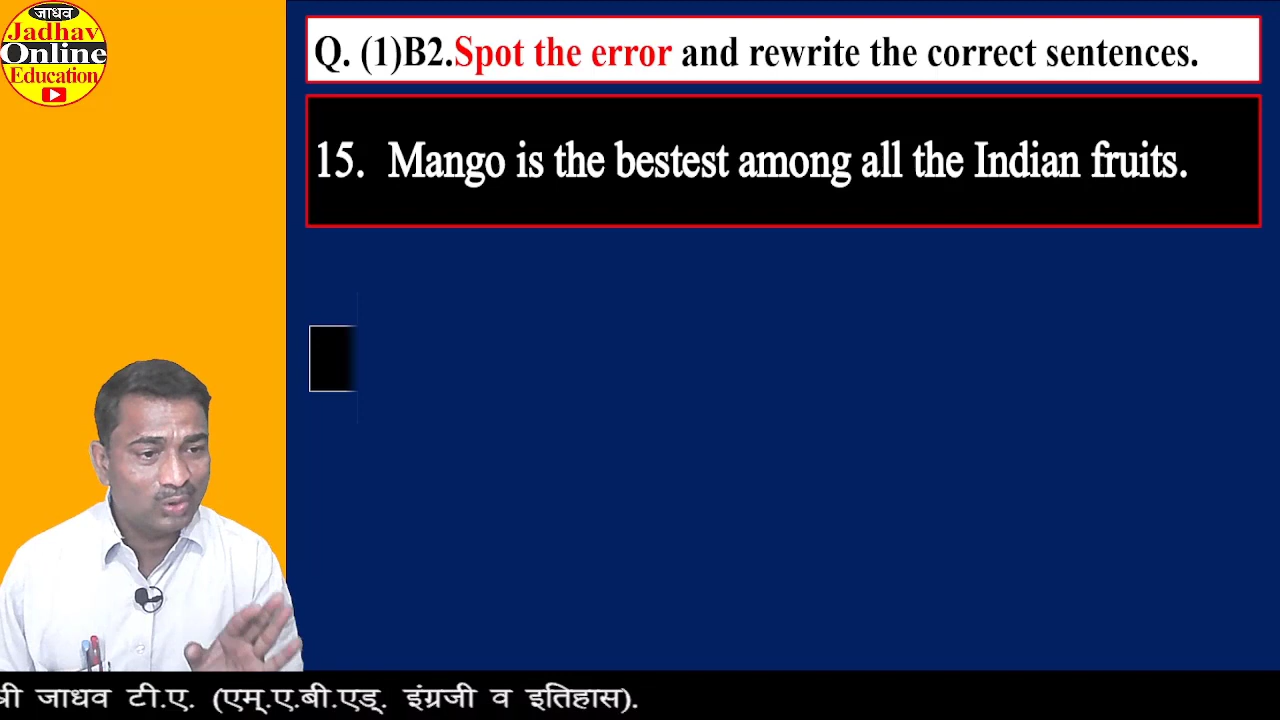 जाधव
Jadhav
Online
Education
Q. (1)B2.Spot the error and rewrite the correct sentences.
15. Mango is the bestest among all the Indian fruits.
जाधव टी.ए. (एम्.ए.बी.एड्. इंग्रजी व इतिहास).